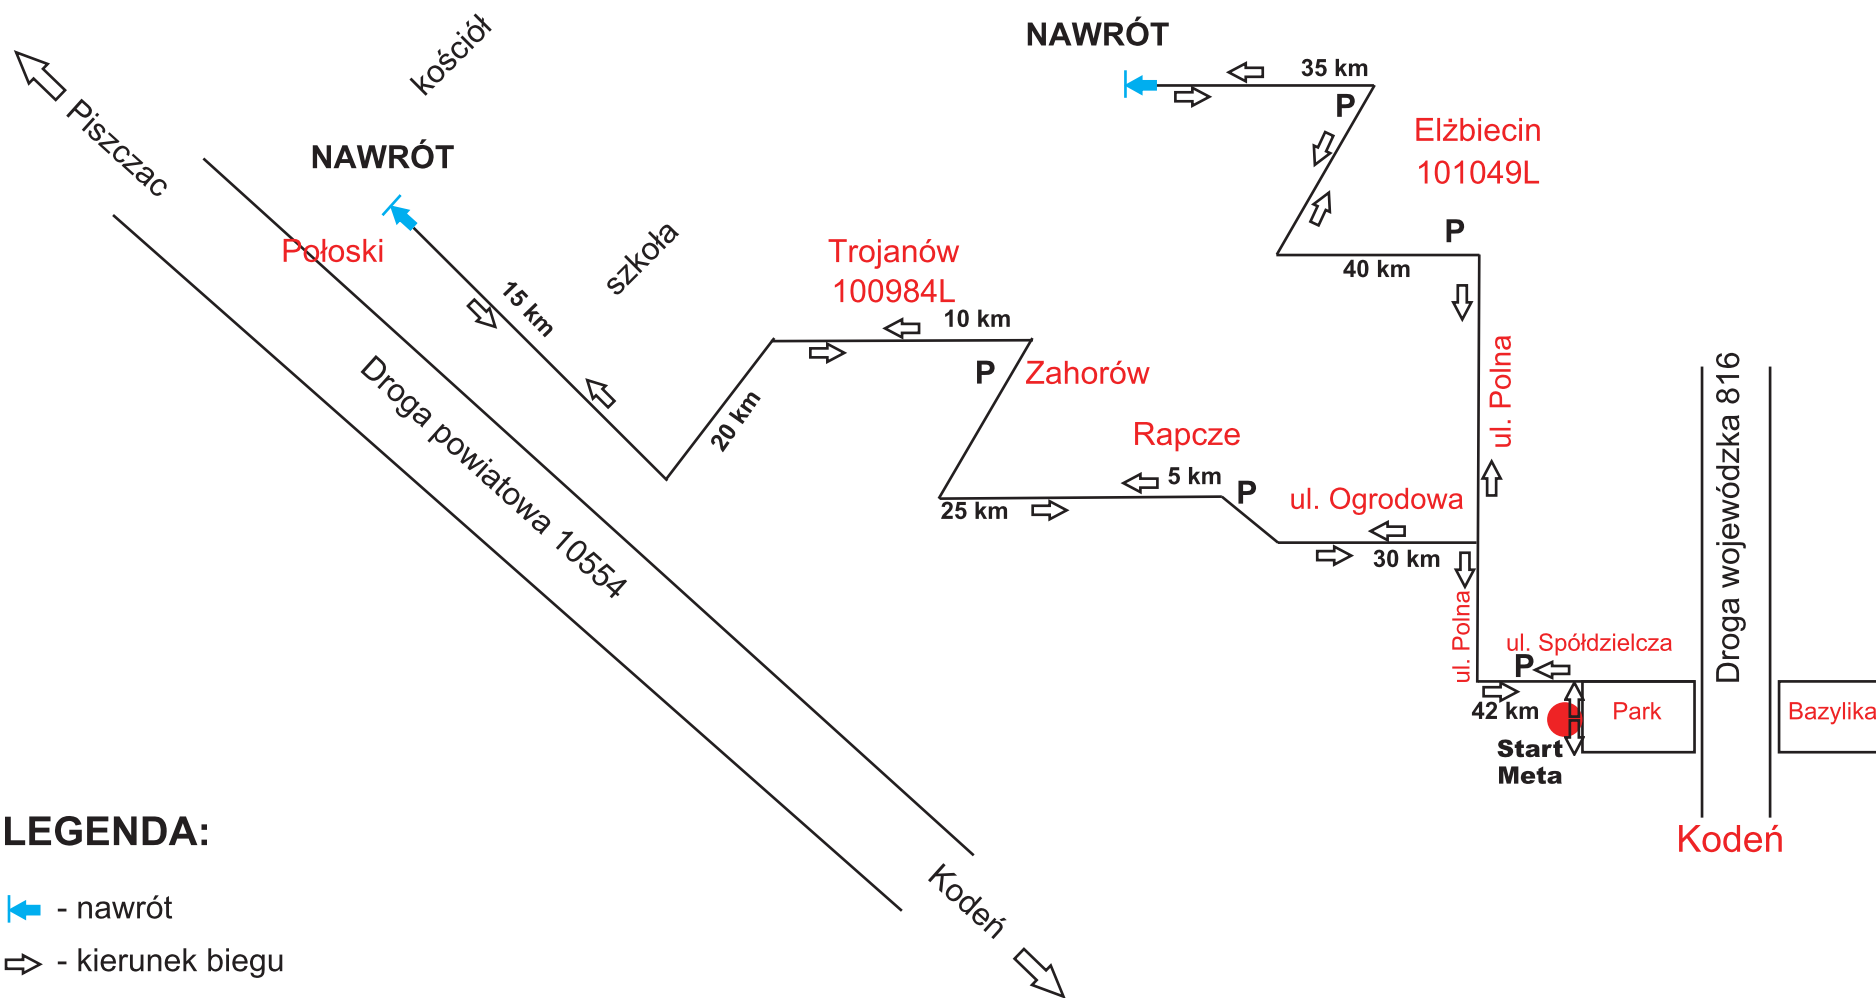 NAWRÓT
35 km
P
Elżbiecin
101049L
P
40 km
kościół
Piszczac
NAWRÓT
Połoski
szkoła
15 km
Trojanów
100984L
10 km
P
Zahorów
20 km
Rapcze
5 km
P
25 km
ul. Ogrodowa
30 km
ul. Polna
ul. Polna
Droga wojewódzka 816
Droga powiatowa 10554
ul. Spółdzielcza
P
42 km
Park
Bazylika
Start
Meta
Kodeń
Kodeń
LEGENDA:
- nawrót
- kierunek biegu